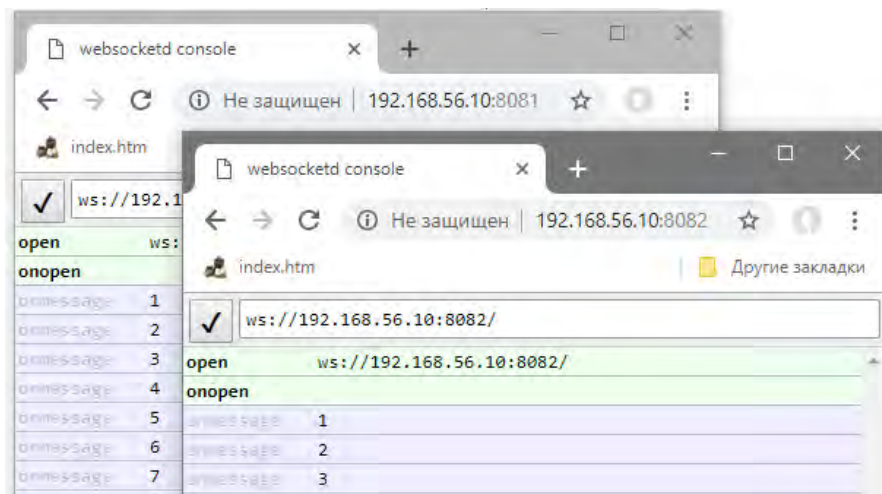 websocketd console
Не защищен | 192.168.56.10:8081
index.htm
ws://192.1
open ws:
onopen
onmessage 1
onmessage 2
onmessage 3
onmessage 4
onmessage 5
onmessage 6
onmessage 7
websocketd console
Не защищен | 192.168.56.10:8082
index.htm
Другие закладки
ws://192.168.56.10:8082/
open ws://192.168.56.10:8082/
onopen
onmessage 1
onmessage 2
onmessage 3